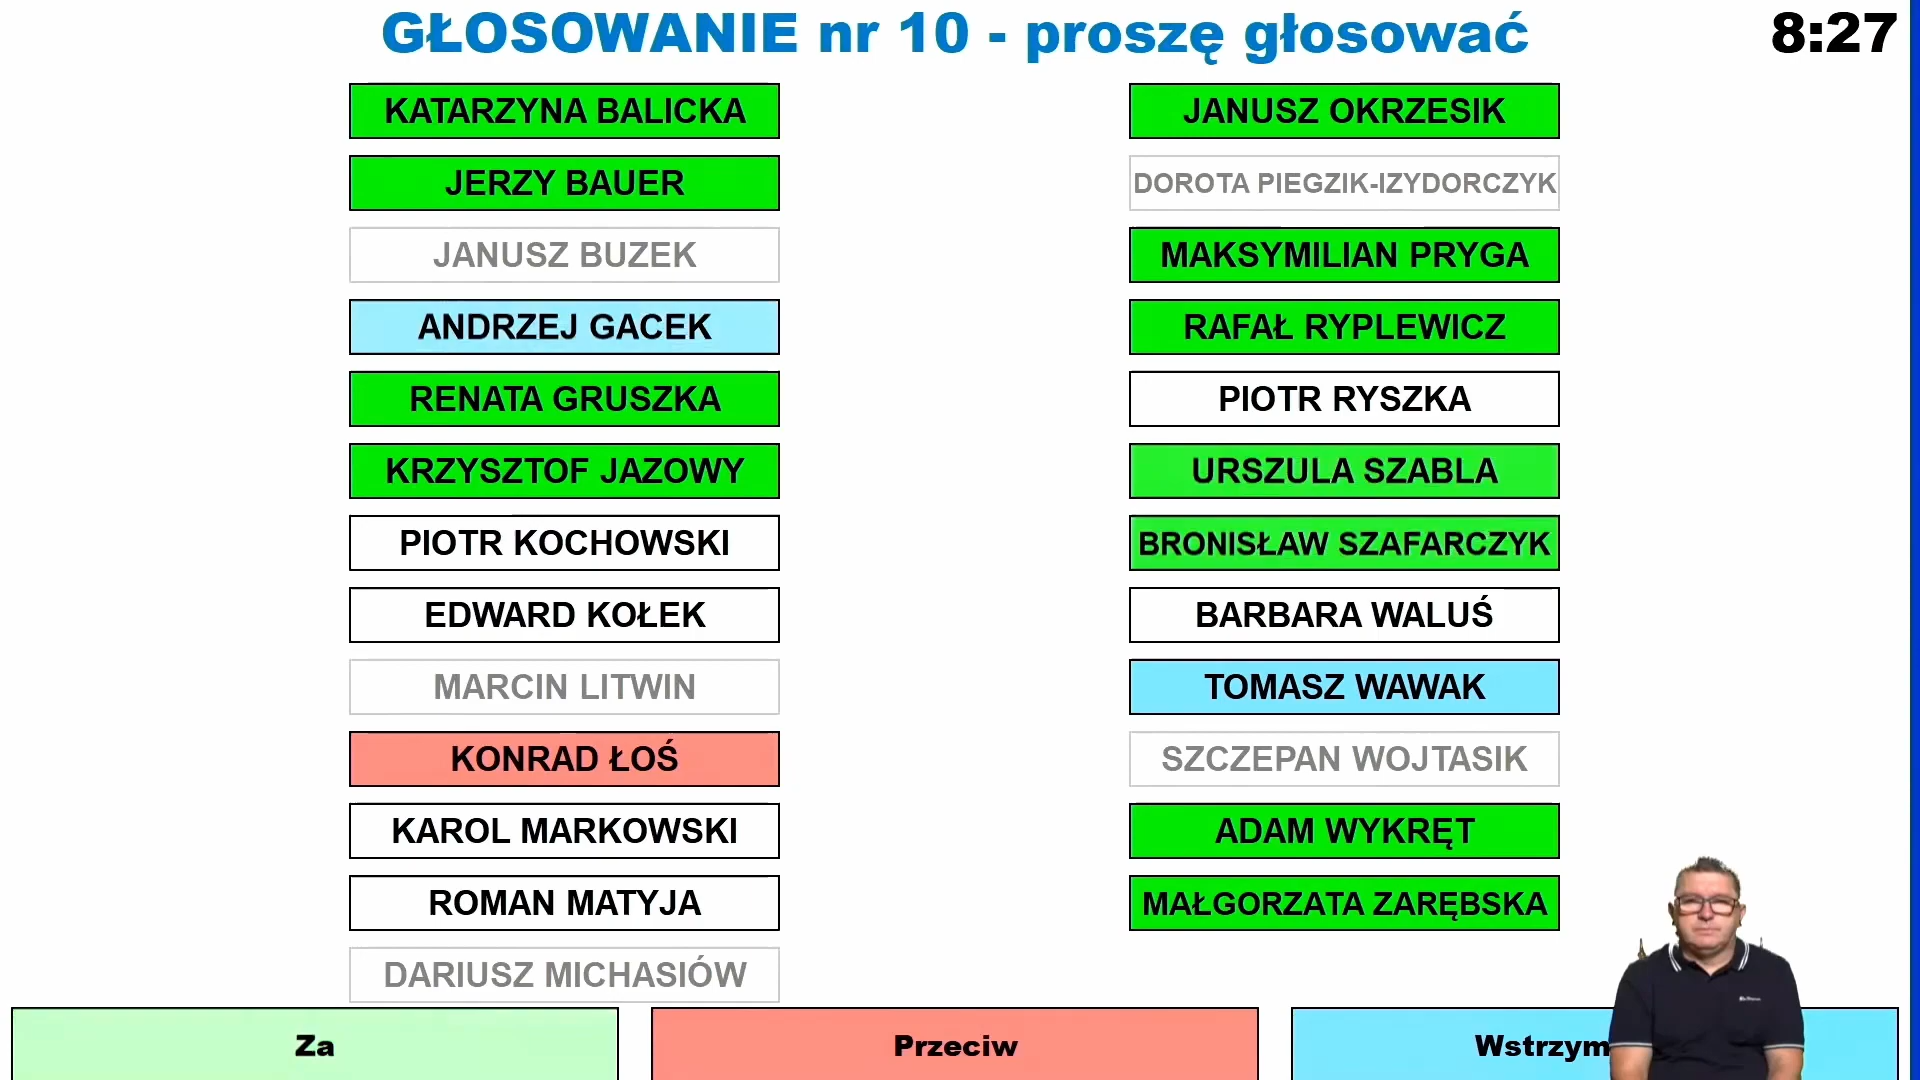 GŁOSOWANIE nr 10 - proszę głosować
8:27
KATARZYNA BALICKA
JERZY BAUER
JANUSZ BUZEK
ANDRZEJ GACEK
RENATA GRUSZKA
KRZYSZTOF JAZOWY
PIOTR KOCHOWSKI
EDWARD KOŁEK
MARCIN LITWIN
KONRAD ŁOŚ
KAROL MARKOWSKI
ROMAN MATYJA
DARIUSZ MICHASIÓW
JANUSZ OKRZESIK
DOROTA PIEGZIK-IZYDORCZYK
MAKSYMILIAN PRYGA
RAFAŁ RYPLEWICZ
PIOTR RYSZKA
URSZULA SZABLA
BRONISŁAW SZAFARCZYK
BARBARA WALUŚ
TOMASZ WAWAK
SZCZEPAN WOJTASIK
ADAM WYKRĘT
MAŁGORZATA ZARĘBSKA
Za
Przeciw
Wstrzym